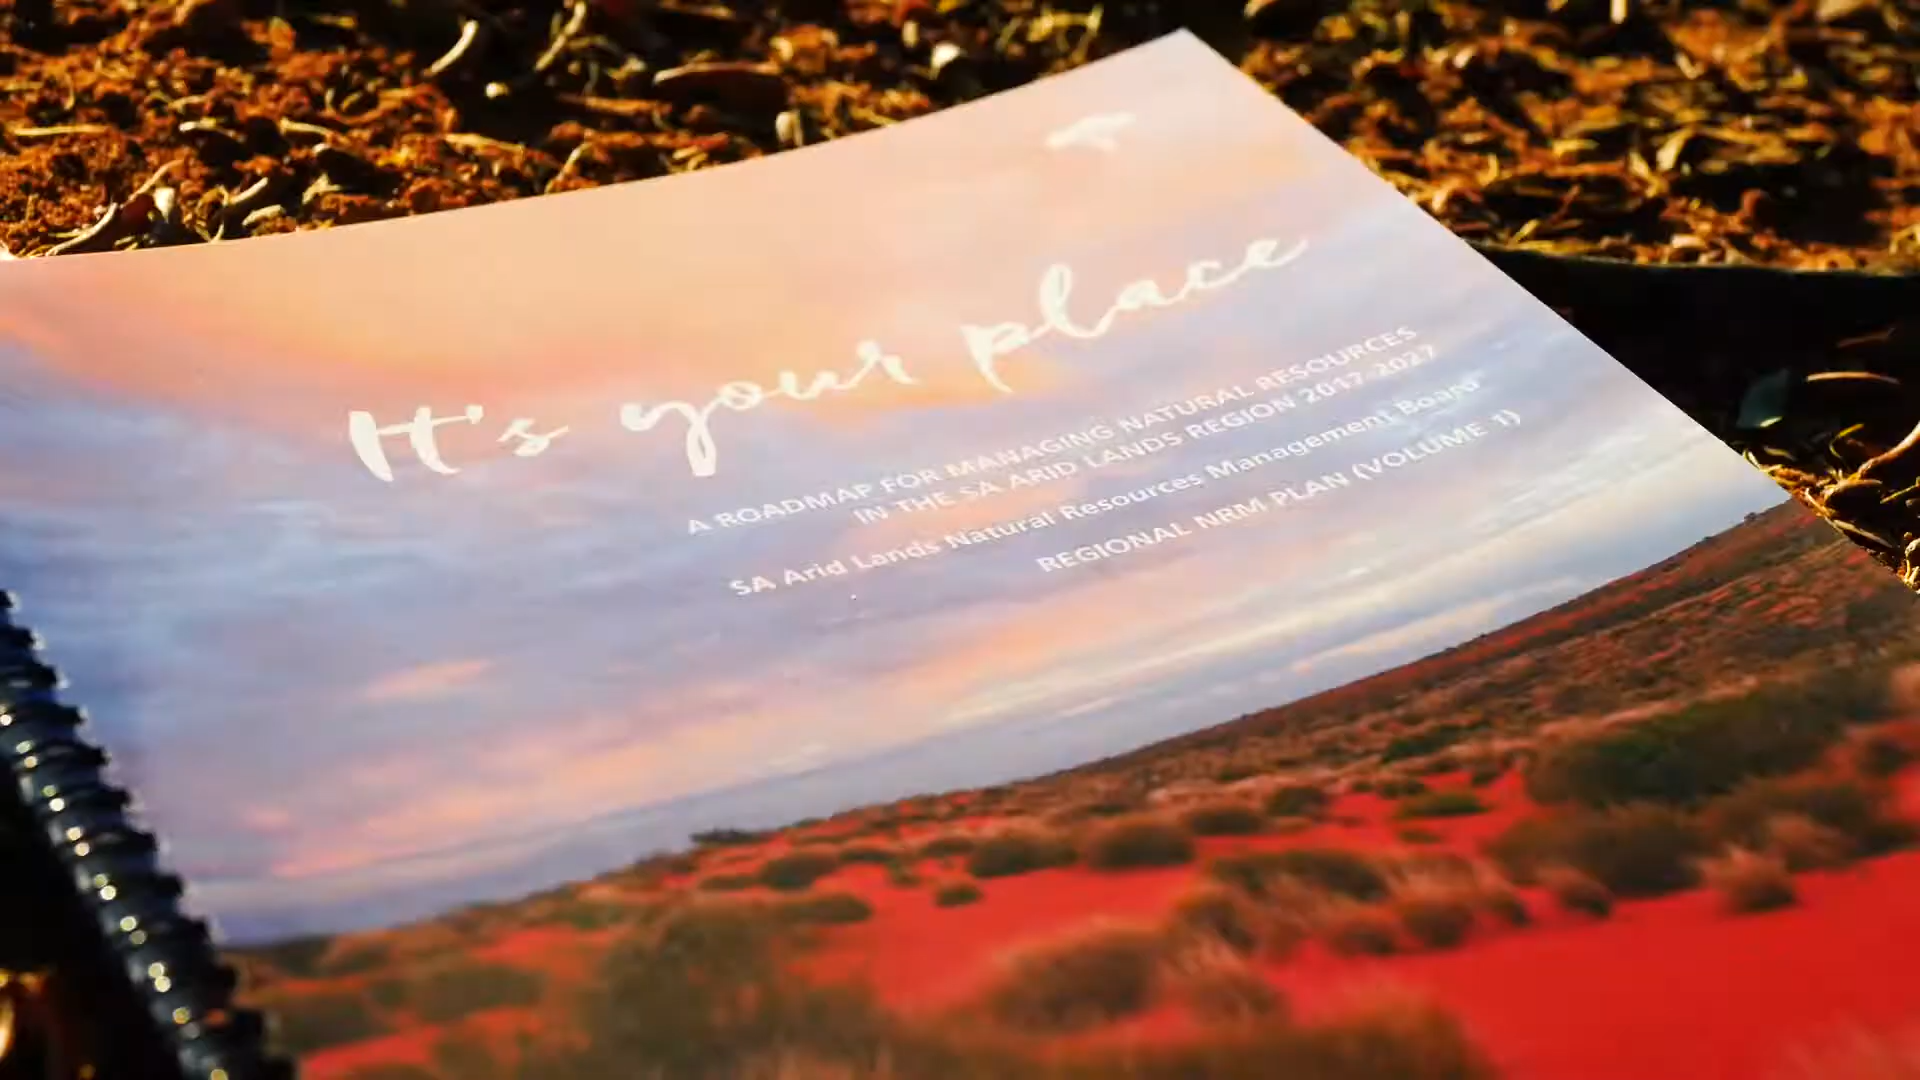 It's your place
A ROADMAP FOR MANAGING NATURAL RESOURCES
IN THE SA ARID LANDS REGION 2017-2027
SA Arid Lands Natural Resources Management Board
REGIONAL NRM PLAN (VOLUME 1)